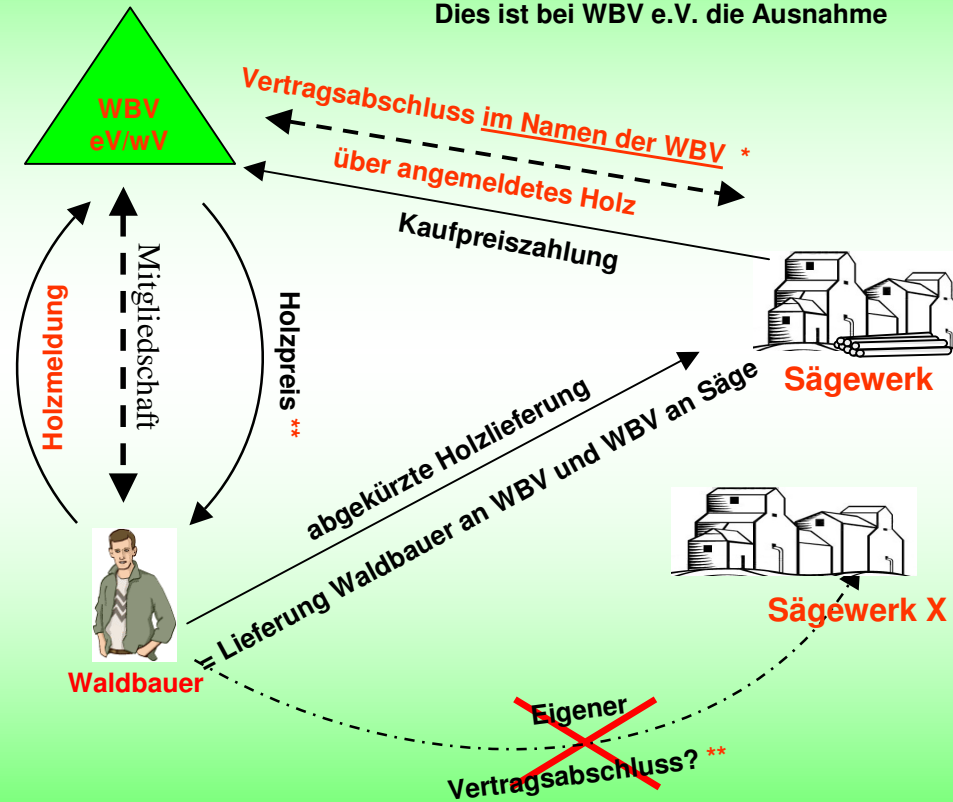 Dies ist bei WBV e.V. die Ausnahme
WBV
eV/wV
Vertragsabschluss im Namen der WBV *
über angemeldetes Holz
Kaufpreiszahlung
Holzmeldung
Mitgliedschaft
Holzpreis **
Sägewerk
abgekürzte Holzlieferung
= Lieferung Waldbauer an WBV und WBV an Säge
Sägewerk X
Waldbauer
Eigener
Vertragsabschluss? **